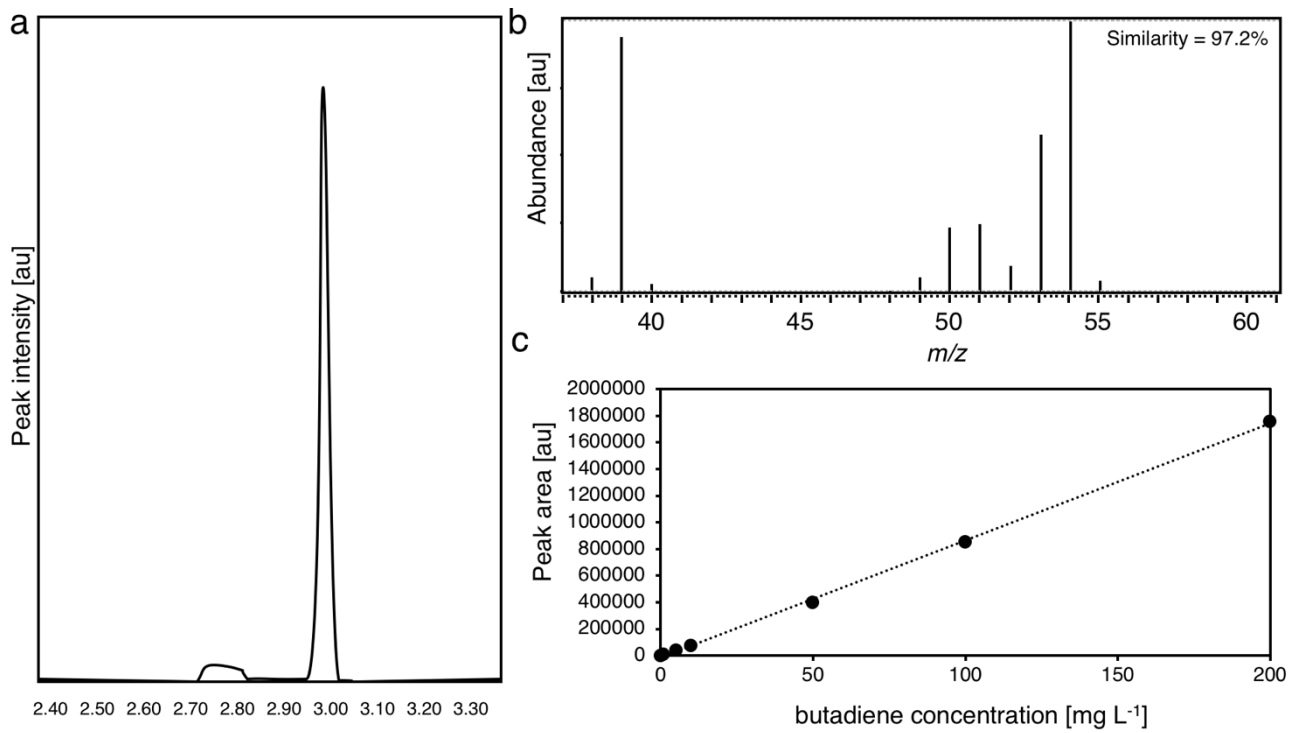 a
Peak intensity [au]
2.40 2.50 2.60 2.70 2.80 2.90 3.00 3.10 3.20 3.30
b
Similarity = 97.2%
Abundance [au]
40 45 50 55 60
m/z
c
2000000
1800000
1600000
1400000
1200000
1000000
800000
600000
400000
200000
0
Peak area [au]
0 50 100 150 200
butadiene concentration [mg L⁻¹]